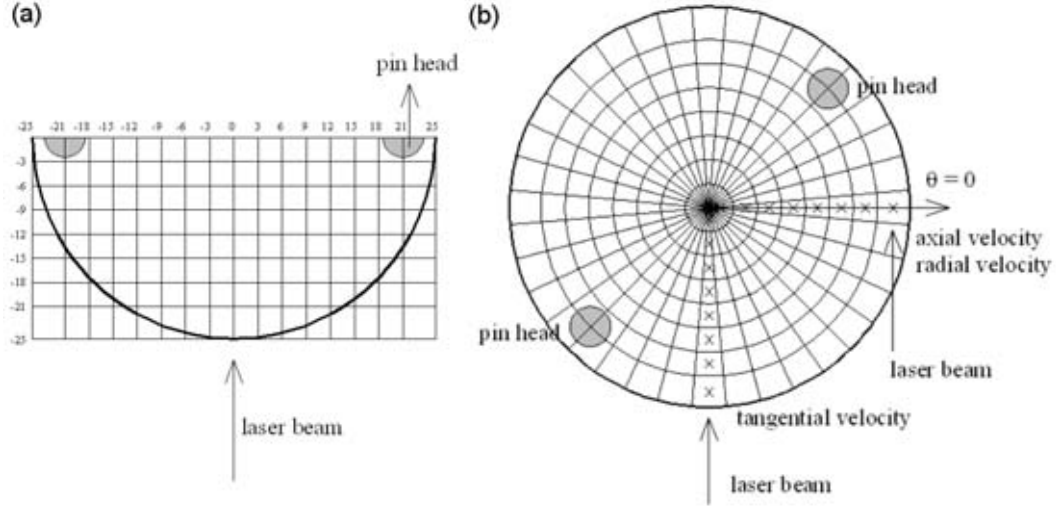 (a)
pin head
-25 -21 -18 -15 -12 -9 -6 -3 0 3 6 9 12 15 18 21 25
-3
-6
-9
-12
-15
-18
-21
-25
laser beam
(b)
pin head
θ = 0
axial velocity
radial velocity
pin head
laser beam
tangential velocity
laser beam